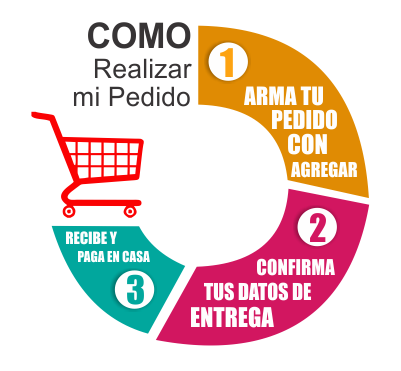 COMO
Realizar
mi Pedido
1
ARMA TU
PEDIDO
CON
AGREGAR
2
CONFIRMA
TUS DATOS DE
ENTREGA
RECIBE Y
PAGA EN CASA
3